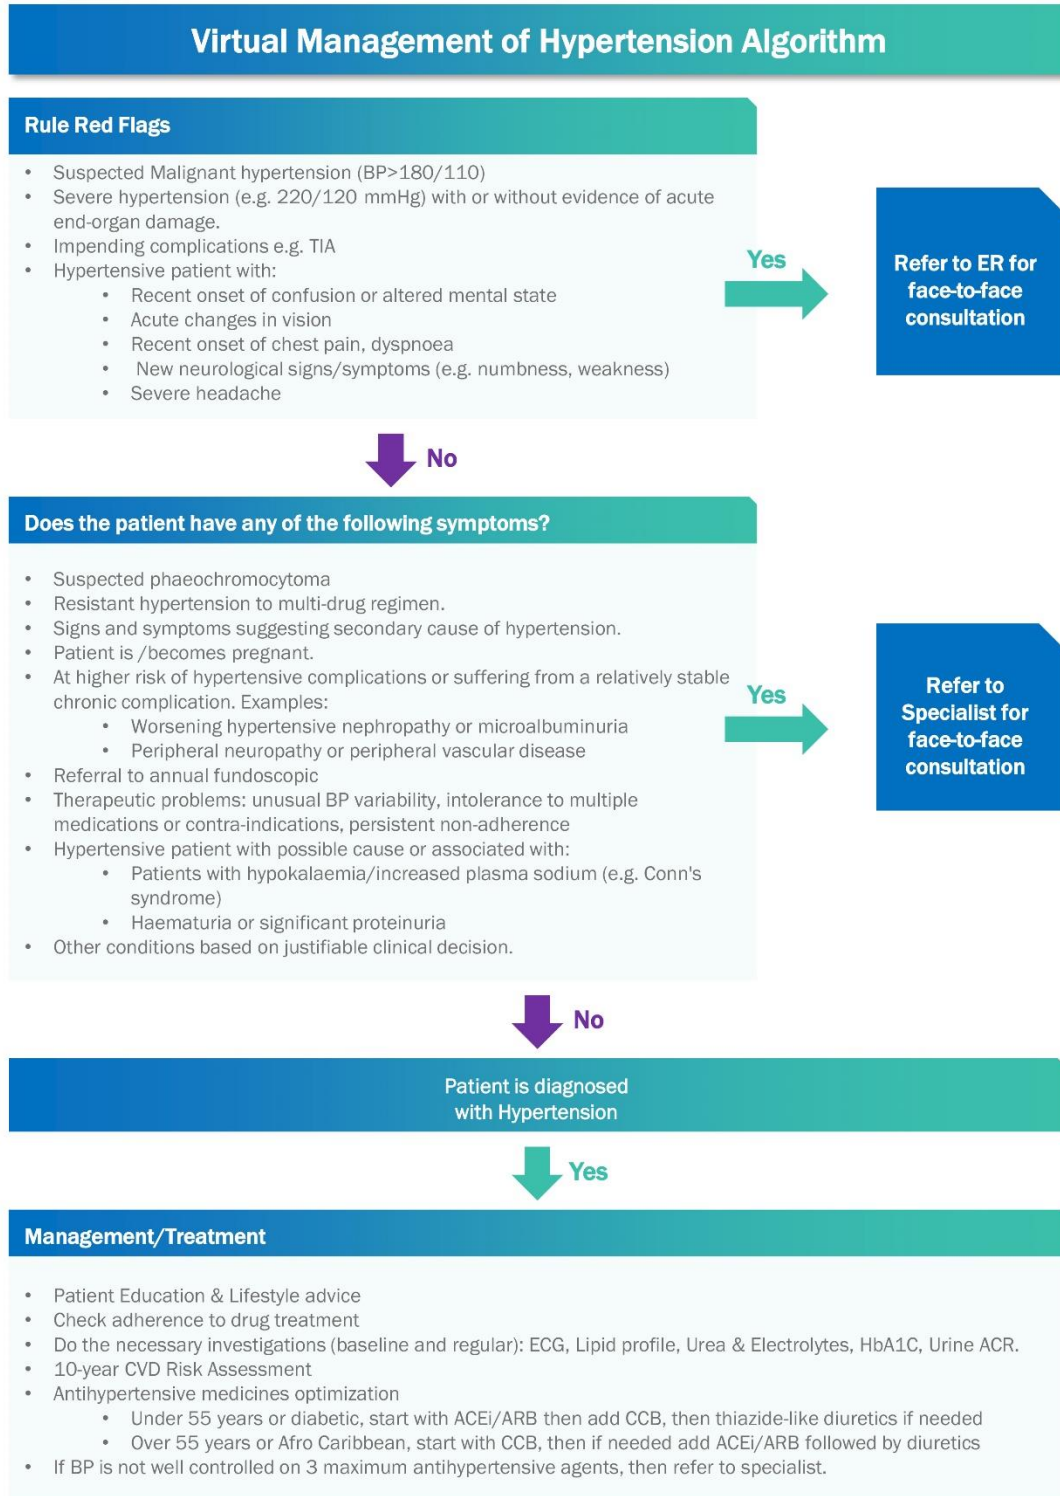 Virtual Management of Hypertension Algorithm
Rule Red Flags
• Suspected Malignant hypertension (BP>180/110)
• Severe hypertension (e.g. 220/120 mmHg) with or without evidence of acute
end-organ damage.
• Impending complications e.g. TIA
• Hypertensive patient with:
• Recent onset of confusion or altered mental state
• Acute changes in vision
• Recent onset of chest pain, dyspnoea
• New neurological signs/symptoms (e.g. numbness, weakness)
• Severe headache
Yes
Refer to ER for
face-to-face
consultation
No
Does the patient have any of the following symptoms?
• Suspected phaeochromocytoma
• Resistant hypertension to multi-drug regimen.
• Signs and symptoms suggesting secondary cause of hypertension.
• Patient is /becomes pregnant.
• At higher risk of hypertensive complications or suffering from a relatively stable
chronic complication. Examples:
• Worsening hypertensive nephropathy or microalbuminuria
• Peripheral neuropathy or peripheral vascular disease
• Referral to annual fundoscopic
• Therapeutic problems: unusual BP variability, intolerance to multiple
medications or contra-indications, persistent non-adherence
• Hypertensive patient with possible cause or associated with:
• Patients with hypokalaemia/increased plasma sodium (e.g. Conn's
syndrome)
• Haematuria or significant proteinuria
• Other conditions based on justifiable clinical decision.
Yes
Refer to
Specialist for
face-to-face
consultation
No
Patient is diagnosed
with Hypertension
Yes
Management/Treatment
• Patient Education & Lifestyle advice
• Check adherence to drug treatment
• Do the necessary investigations (baseline and regular): ECG, Lipid profile, Urea & Electrolytes, HbA1C, Urine ACR.
• 10-year CVD Risk Assessment
• Antihypertensive medicines optimization
• Under 55 years or diabetic, start with ACEi/ARB then add CCB, then thiazide-like diuretics if needed
• Over 55 years or Afro Caribbean, start with CCB, then if needed add ACEi/ARB followed by diuretics
• If BP is not well controlled on 3 maximum antihypertensive agents, then refer to specialist.